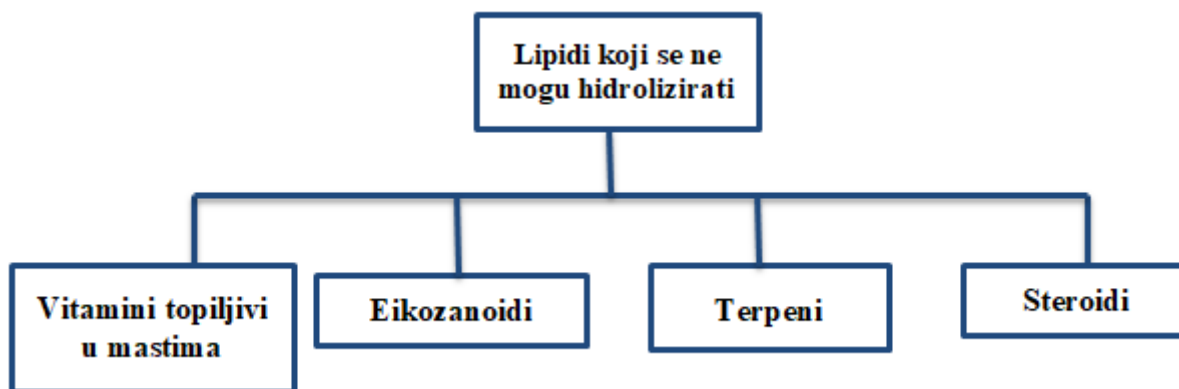 Lipidi koji se ne
mogu hidrolizirati
Vitamini topiljivi
u mastima
Eikozanoidi
Terpeni
Steroidi